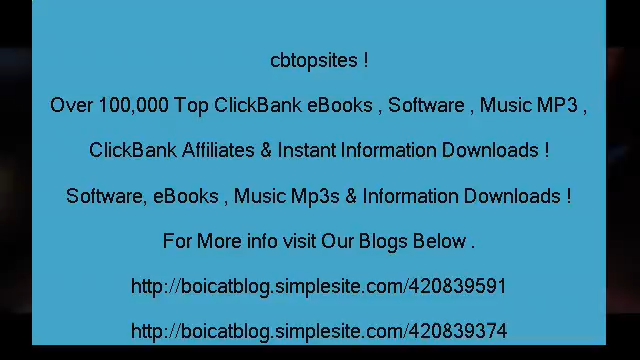 cbtopsites !
Over 100,000 Top ClickBank eBooks , Software , Music MP3 ,
ClickBank Affiliates & Instant Information Downloads !
Software, eBooks , Music Mp3s & Information Downloads !
For More info visit Our Blogs Below .
http://boicatblog.simplesite.com/420839591
http://boicatblog.simplesite.com/420839374